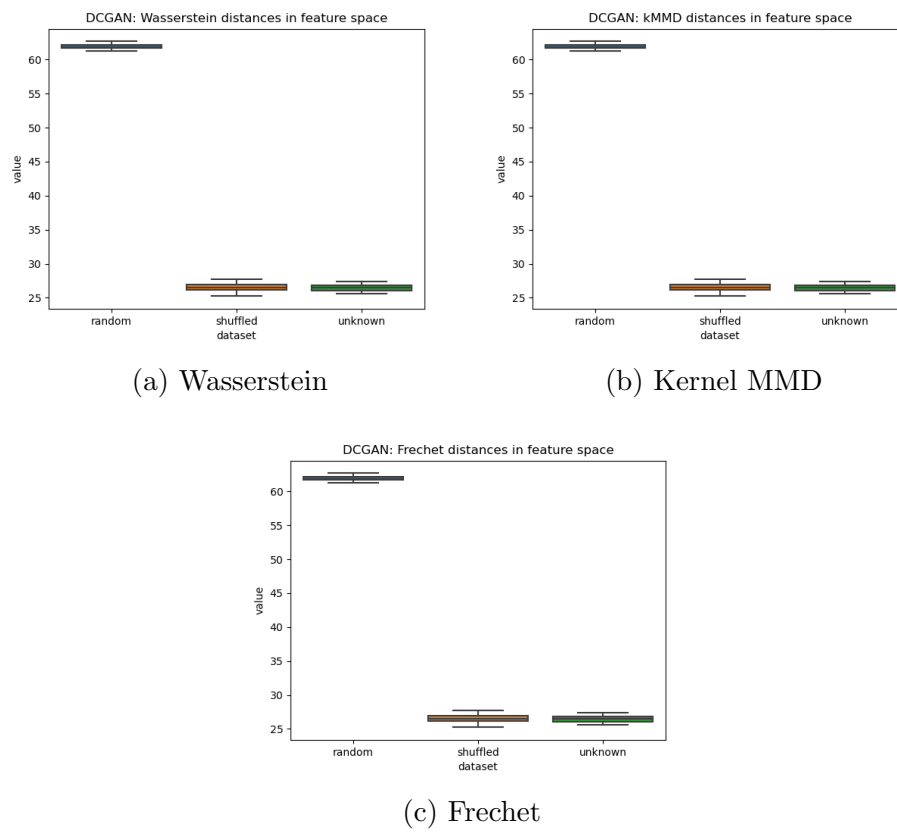 DCGAN: Wasserstein distances in feature space
value
60
55
50
45
40
35
30
25
random shuffled unknown
dataset
(a) Wasserstein
DCGAN: kMMD distances in feature space
value
60
55
50
45
40
35
30
25
random shuffled unknown
dataset
(b) Kernel MMD
DCGAN: Frechet distances in feature space
value
60
55
50
45
40
35
30
25
random shuffled unknown
dataset
(c) Frechet